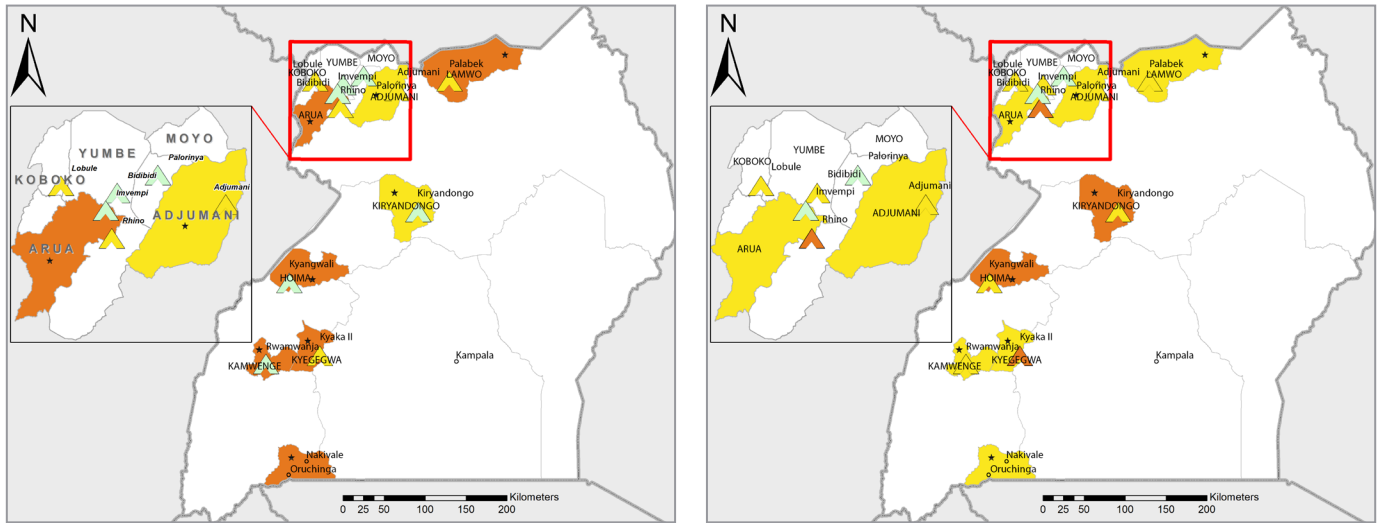 N
Lobule
YUMBE
MOYO
KOBOKO
Bidibidi
Imvempi
Adjumani
Palabek
LAMWO
Rhino
Palorinya
ADJUMANI
ARUA
MOYO
YUMBE
Palorinya
Lobule
KOBOKO
Bidibidi
Imvempi
Adjumani
Rhino
ADJUMANI
ARUA
Kiryandongo
KIRYANDONGO
Kyangwali
HOIMA
Kyaka II
Rwamwanja
KAMWENGE
KYEGEGWA
Kampala
Nakivale
Oruchinga
Kilometers
0 25 50 100 150 200
N
Lobule
YUMBE
MOYO
KOBOKO
Bidibidi
Imvempi
Adjumani
Palabek
LAMWO
Rhino
Palorinya
ADJUMANI
ARUA
MOYO
YUMBE
Palorinya
KOBOKO
Lobule
Bidibidi
Imvempi
Adjumani
Rhino
ADJUMANI
ARUA
Kiryandongo
KIRYANDONGO
Kyangwali
HOIMA
Kyaka II
Rwamwanja
KAMWENGE
KYEGEGWA
Kampala
Nakivale
Oruchinga
Kilometers
0 25 50 100 150 200